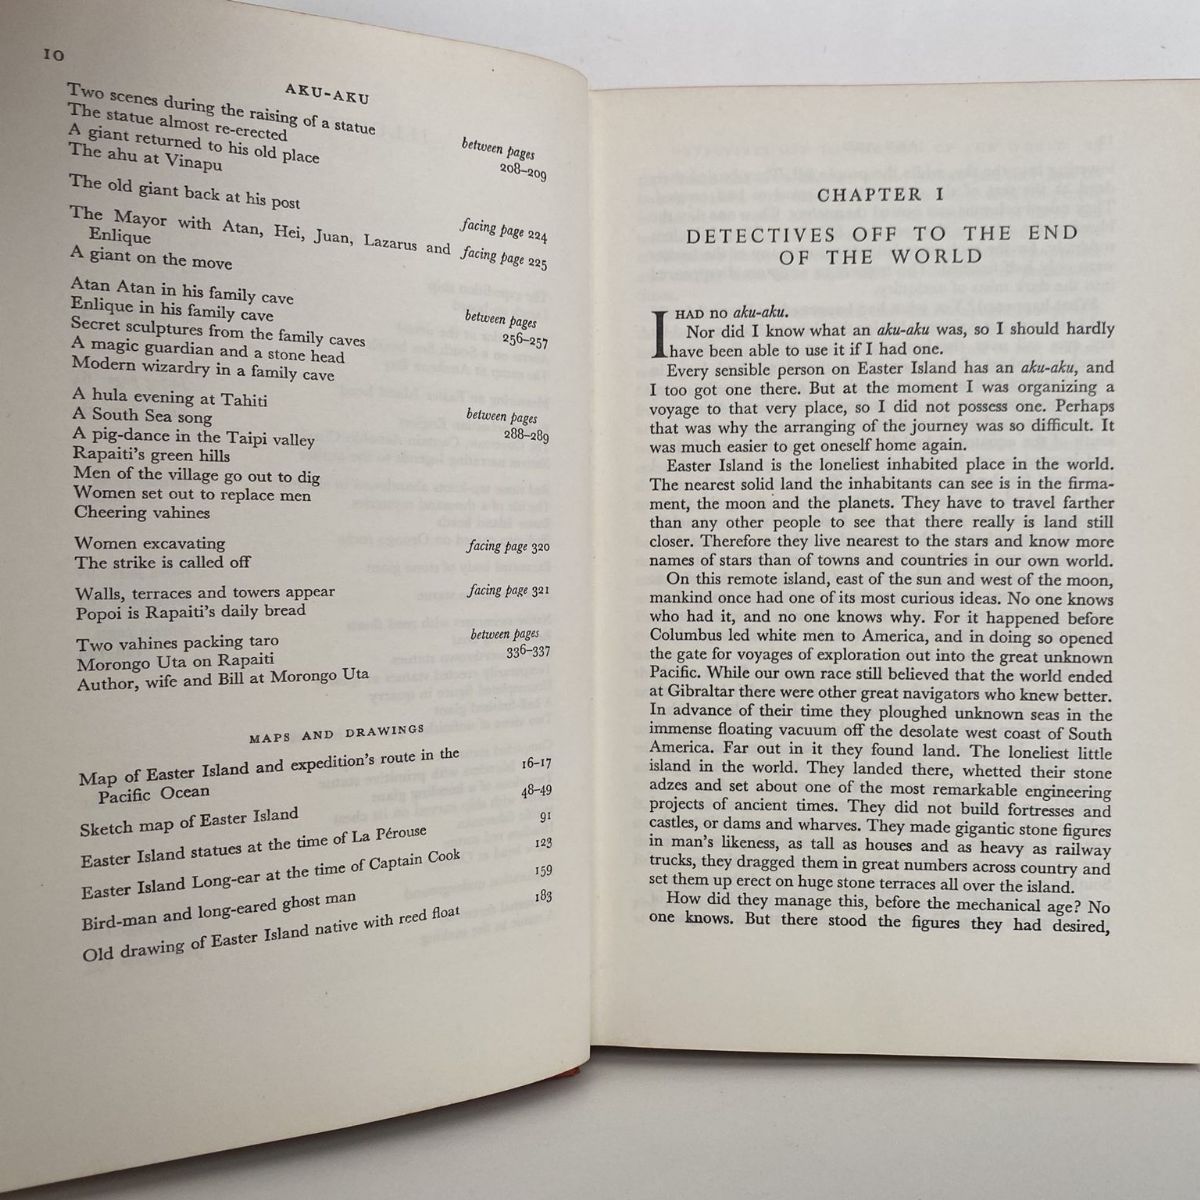 10
AKU-AKU
Two scenes during the raising of a statue
The statue almost re-erected
A giant returned to his old place
The ahu at Vinapu
between pages
208–209
The old giant back at his post
facing page 224
The Mayor with Atan, Hei, Juan, Lazarus and
Enlique
A giant on the move
facing page 225
Atan Atan in his family cave
Enlique in his family cave
Secret sculptures from the family caves
A magic guardian and a stone head
Modern wizardry in a family cave
between pages
256–257
A hula evening at Tahiti
A South Sea song
A pig-dance in the Taipi valley
Rapaiti's green hills
Men of the village go out to dig
Women set out to replace men
Cheering vahines
between pages
288–289
Women excavating
The strike is called off
facing page 320
Walls, terraces and towers appear
Popoi is Rapaiti's daily bread
facing page 321
Two vahines packing taro
Morongo Uta on Rapaiti
Author, wife and Bill at Morongo Uta
between pages
336–337
MAPS AND DRAWINGS
Map of Easter Island and expedition's route in the
Pacific Ocean 16–17
Sketch map of Easter Island 48–49
Easter Island statues at the time of La Pérouse 91
Easter Island Long-ear at the time of Captain Cook 123
Bird-man and long-eared ghost man 159
Old drawing of Easter Island native with reed float 183
CHAPTER I
DETECTIVES OFF TO THE END
OF THE WORLD
I HAD no aku-aku.
Nor did I know what an aku-aku was, so I should hardly
have been able to use it if I had one.
Every sensible person on Easter Island has an aku-aku, and
I too got one there. But at the moment I was organizing a
voyage to that very place, so I did not possess one. Perhaps
that was why the arranging of the journey was so difficult. It
was much easier to get oneself home again.
Easter Island is the loneliest inhabited place in the world.
The nearest solid land the inhabitants can see is in the firma-
ment, the moon and the planets. They have to travel farther
than any other people to see that there really is land still
closer. Therefore they live nearest to the stars and know more
names of stars than of towns and countries in our own world.
On this remote island, east of the sun and west of the moon,
mankind once had one of its most curious ideas. No one knows
who had it, and no one knows why. For it happened before
Columbus led white men to America, and in doing so opened
the gate for voyages of exploration out into the great unknown
Pacific. While our own race still believed that the world ended
at Gibraltar there were other great navigators who knew better.
In advance of their time they ploughed unknown seas in the
immense floating vacuum off the desolate west coast of South
America. Far out in it they found land. The loneliest little
island in the world. They landed there, whetted their stone
adzes and set about one of the most remarkable engineering
projects of ancient times. They did not build fortresses and
castles, or dams and wharves. They made gigantic stone figures
in man's likeness, as tall as houses and as heavy as railway
trucks, they dragged them in great numbers across country and
set them up erect on huge stone terraces all over the island.
How did they manage this, before the mechanical age? No
one knows. But there stood the figures they had desired,